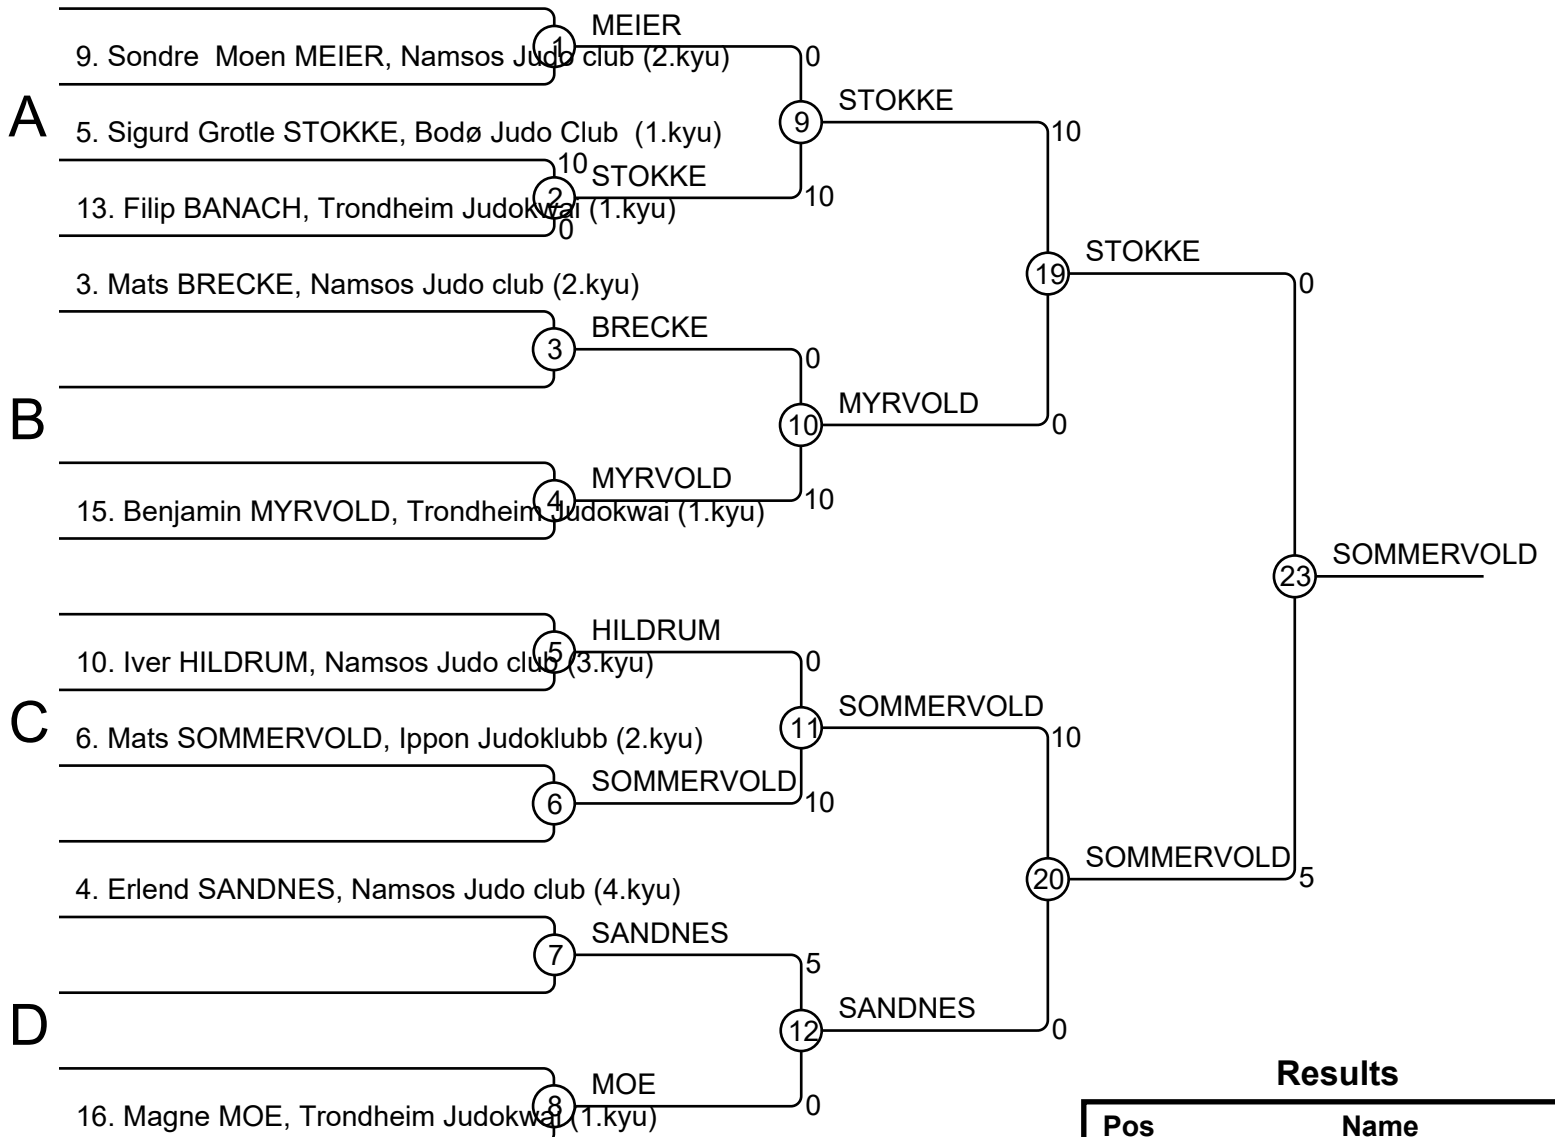 MEIER
1
9. Sondre  Moen MEIER, Namsos Judo club (2.kyu)
0
A
STOKKE
9
10
5. Sigurd Grotle STOKKE, Bodø Judo Club  (1.kyu)
10
STOKKE
2
10
13. Filip BANACH, Trondheim Judokwai (1.kyu)
0
STOKKE
19
0
3. Mats BRECKE, Namsos Judo club (2.kyu)
BRECKE
3
0
B
MYRVOLD
10
0
MYRVOLD
4
10
15. Benjamin MYRVOLD, Trondheim Judokwai (1.kyu)
SOMMERVOLD
23
HILDRUM
5
10. Iver HILDRUM, Namsos Judo club (3.kyu)
0
C
SOMMERVOLD
11
10
6. Mats SOMMERVOLD, Ippon Judoklubb (2.kyu)
SOMMERVOLD
6
10
SOMMERVOLD
20
5
4. Erlend SANDNES, Namsos Judo club (4.kyu)
SANDNES
7
5
D
SANDNES
12
0
MOE
8
0
16. Magne MOE, Trondheim Judokwai (1.kyu)
Results
Pos Name